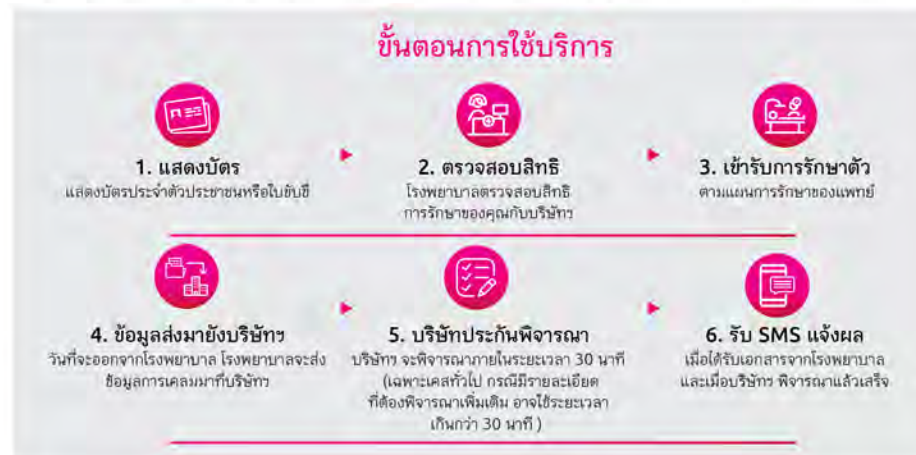 ขั้นตอนการใช้บริการ
1. แสดงบัตร
แสดงบัตรประจำตัวประชาชนหรือใบขับขี่
2. ตรวจสอบสิทธิ
โรงพยาบาลตรวจสอบสิทธิ
การรักษาของคุณกับบริษัทฯ
3. เข้ารับการรักษาตัว
ตามแผนการรักษาของแพทย์
4. ข้อมูลส่งมายังบริษัทฯ
วันที่จะออกจากโรงพยาบาล โรงพยาบาลจะส่ง
ข้อมูลการเคลมมาที่บริษัทฯ
5. บริษัทประกันพิจารณา
บริษัทฯ จะพิจารณาภายในระยะเวลา 30 นาที
(เฉพาะเคสทั่วไป กรณีมีรายละเอียด
ที่ต้องพิจารณาเพิ่มเติม อาจใช้ระยะเวลา
เกินกว่า 30 นาที )
6. รับ SMS แจ้งผล
เมื่อได้รับเอกสารจากโรงพยาบาล
และเมื่อบริษัทฯ พิจารณาแล้วเสร็จ